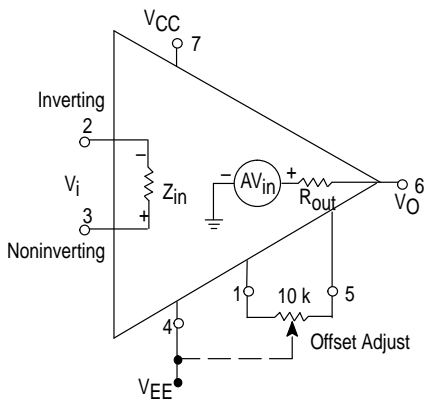 VCC
7
Inverting
2
−
Vi
Zin
+
3
Noninverting
−
AVin
+
Rout
6
VO
1
10 k
5
4
Offset Adjust
VEE